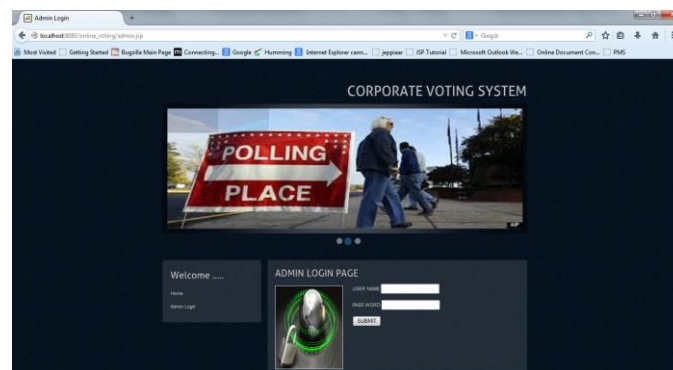 Admin Login
localhost:8080/online_voting/admin.jsp
Google
Most Visited Getting Started Bugzilla Main Page Connecting... Google Humming Internet Explorer cann... jeppiaar JSP Tutorial Microsoft Outlook We... Online Document Con... PMS
CORPORATE VOTING SYSTEM
POLLING
PLACE
AP
Welcome .....
Home
Admin Login
ADMIN LOGIN PAGE
USER NAME
PASS WORD
SUBMIT